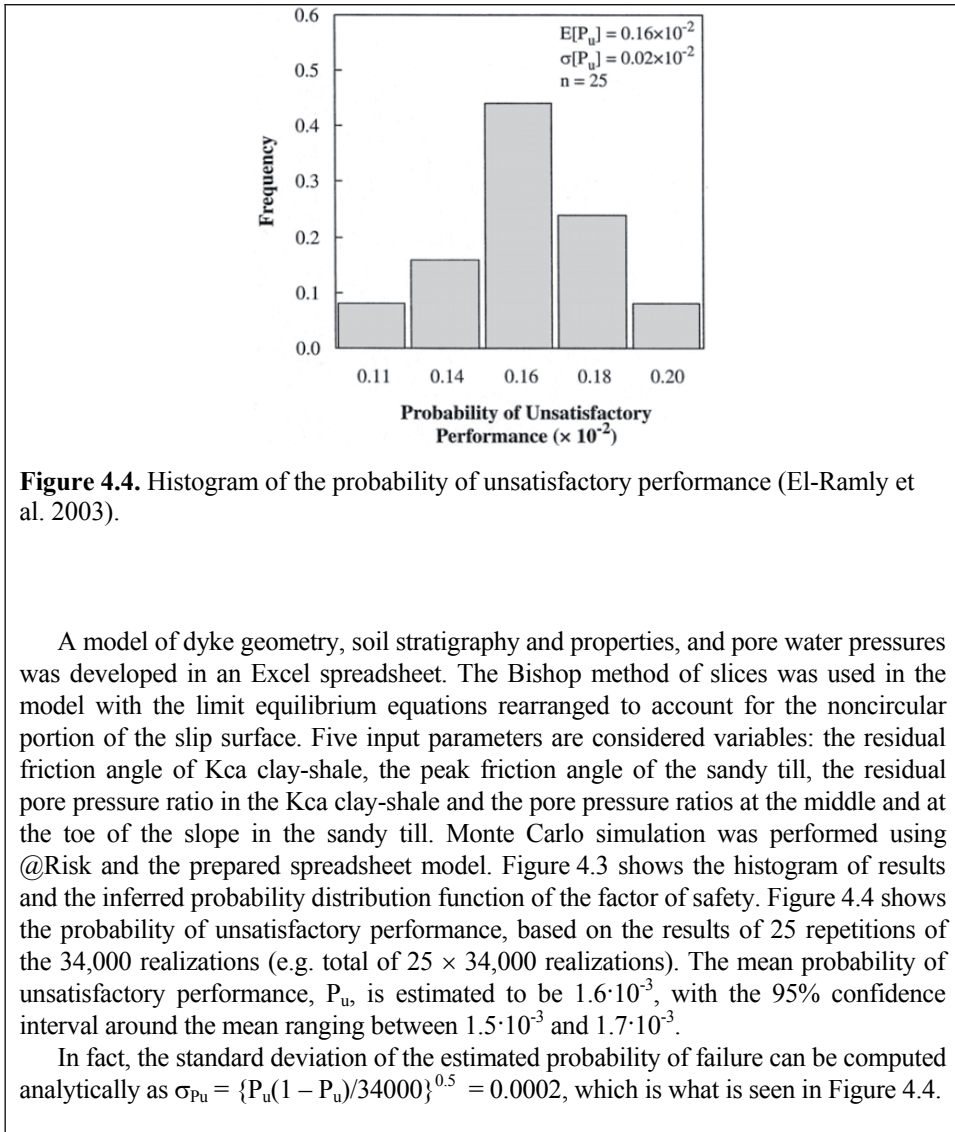 0.6
E[Pᵤ] = 0.16×10⁻²
σ[Pᵤ] = 0.02×10⁻²
n = 25
0.5
0.4
0.3
0.2
0.1
0.0
Frequency
0.11 0.14 0.16 0.18 0.20
Probability of Unsatisfactory
Performance (× 10⁻²)
Figure 4.4. Histogram of the probability of unsatisfactory performance (El-Ramly et
al. 2003).
A model of dyke geometry, soil stratigraphy and properties, and pore water pressures
was developed in an Excel spreadsheet. The Bishop method of slices was used in the
model with the limit equilibrium equations rearranged to account for the noncircular
portion of the slip surface. Five input parameters are considered variables: the residual
friction angle of Kca clay-shale, the peak friction angle of the sandy till, the residual
pore pressure ratio in the Kca clay-shale and the pore pressure ratios at the middle and at
the toe of the slope in the sandy till. Monte Carlo simulation was performed using
@Risk and the prepared spreadsheet model. Figure 4.3 shows the histogram of results
and the inferred probability distribution function of the factor of safety. Figure 4.4 shows
the probability of unsatisfactory performance, based on the results of 25 repetitions of
the 34,000 realizations (e.g. total of 25 × 34,000 realizations). The mean probability of
unsatisfactory performance, Pᵤ, is estimated to be 1.6·10⁻³, with the 95% confidence
interval around the mean ranging between 1.5·10⁻³ and 1.7·10⁻³.
In fact, the standard deviation of the estimated probability of failure can be computed
analytically as σPᵤ = {Pᵤ(1 – Pᵤ)/34000}⁰·⁵ = 0.0002, which is what is seen in Figure 4.4.